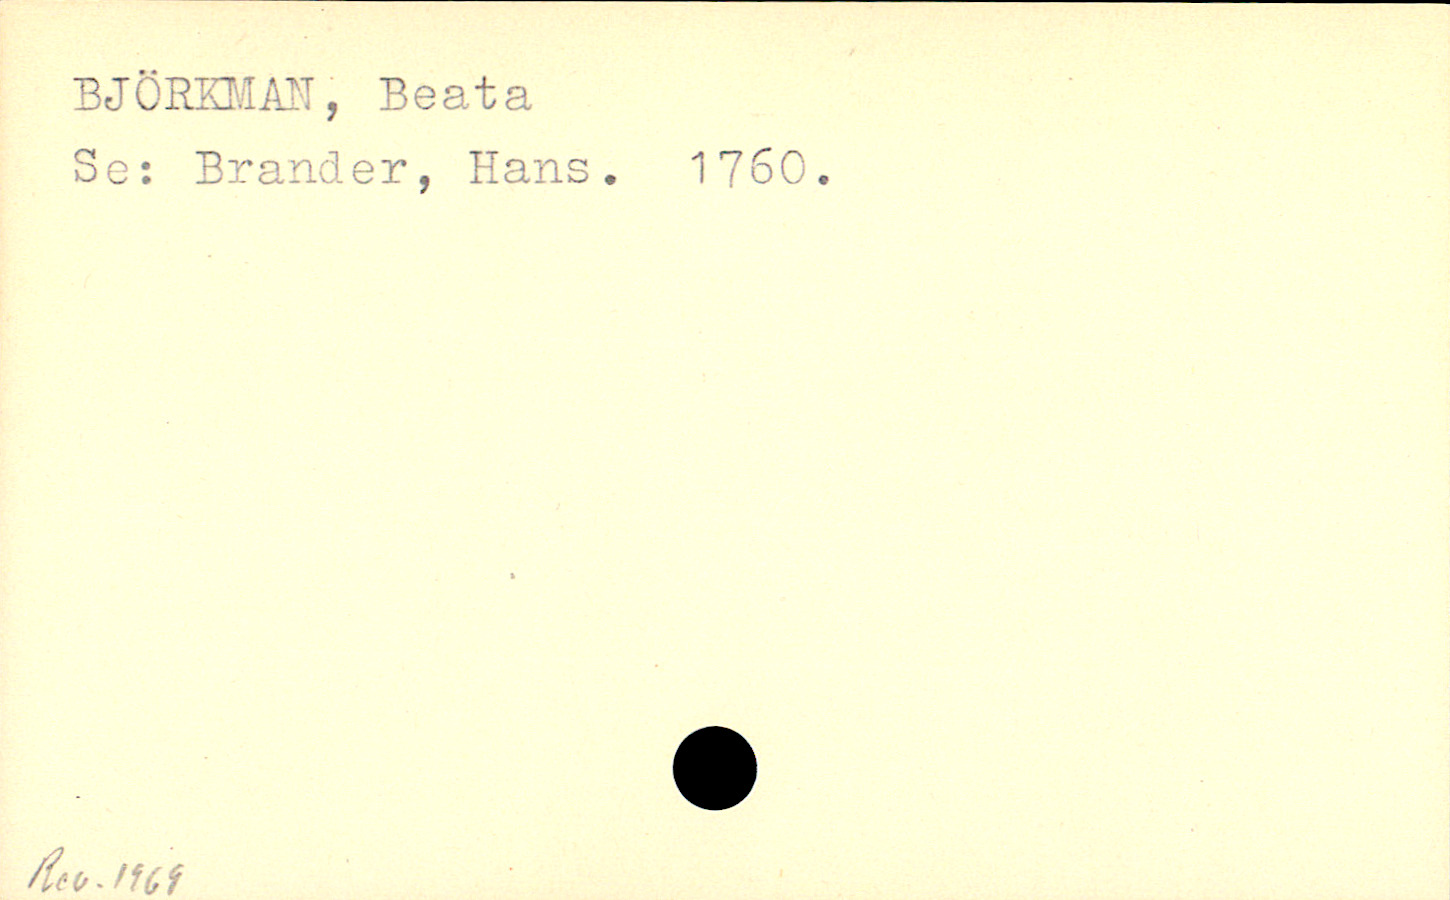 BJÖRKMAN, Beata
Se: Brander, Hans. 1760.
Rev. 1969